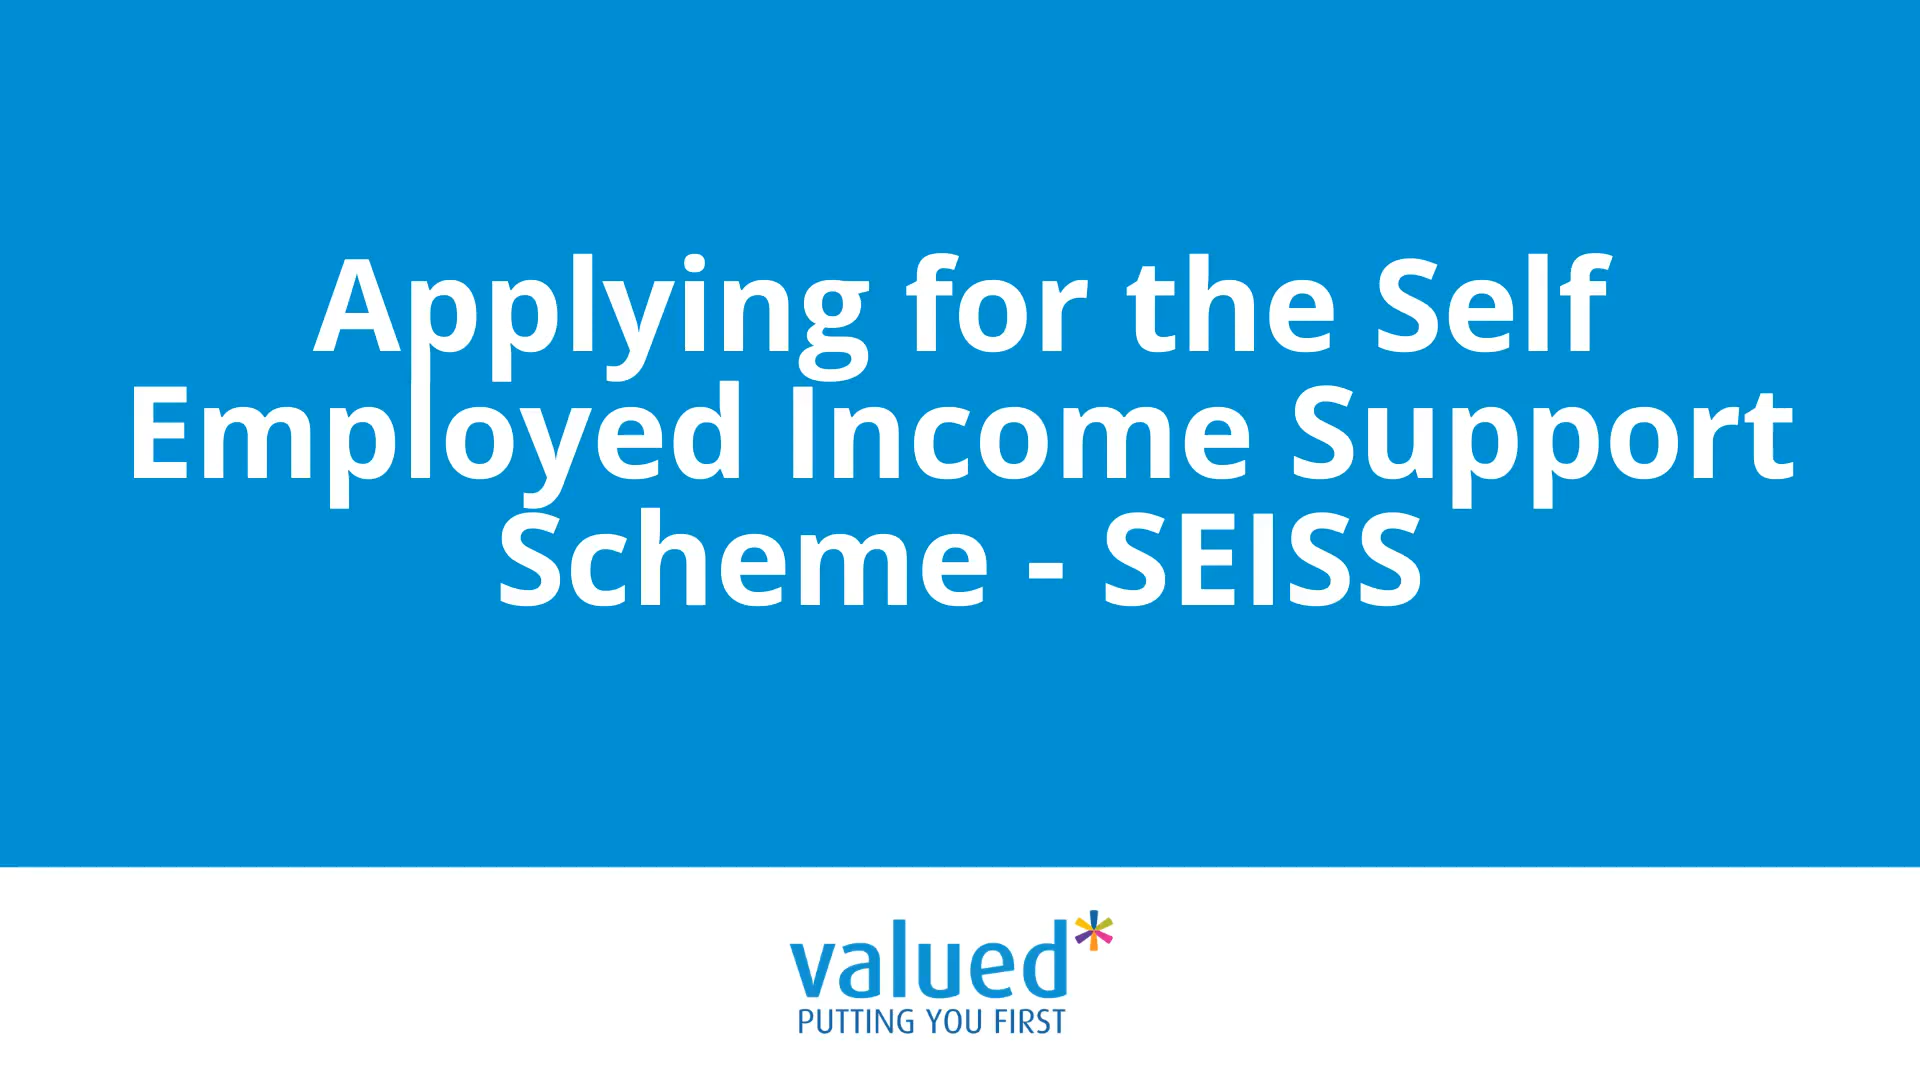 Applying for the Self
Employed Income Support
Scheme - SEISS
valued*
PUTTING YOU FIRST